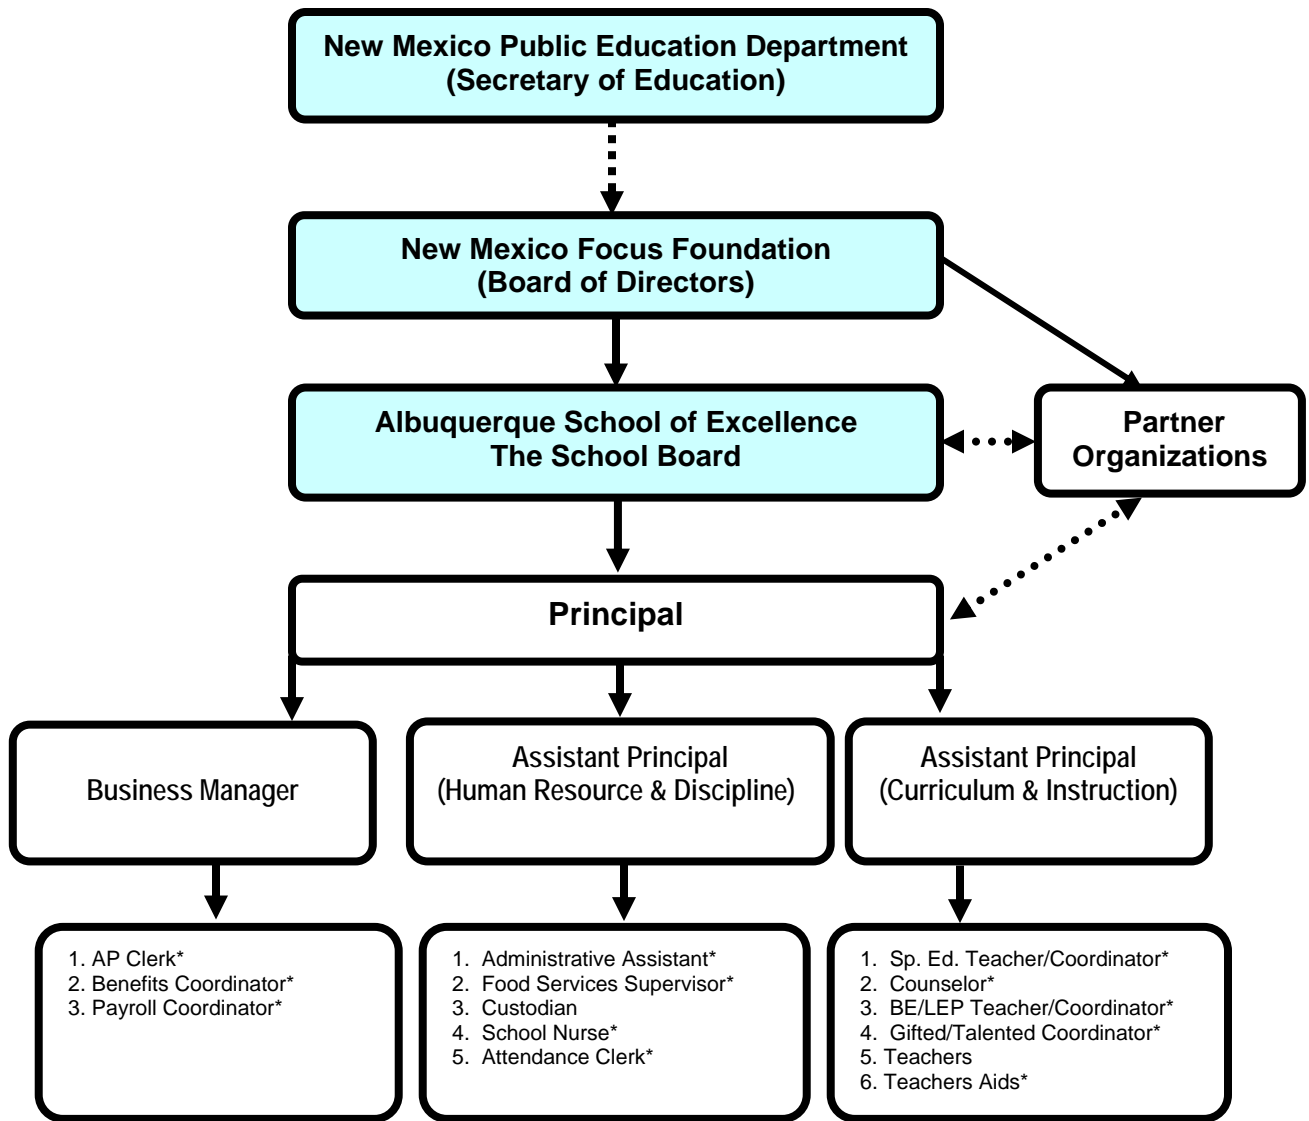 New Mexico Public Education Department
(Secretary of Education)
New Mexico Focus Foundation
(Board of Directors)
Albuquerque School of Excellence
The School Board
Partner
Organizations
Principal
Business Manager
Assistant Principal
(Human Resource & Discipline)
Assistant Principal
(Curriculum & Instruction)
1. AP Clerk*
2. Benefits Coordinator*
3. Payroll Coordinator*
1. Administrative Assistant*
2. Food Services Supervisor*
3. Custodian
4. School Nurse*
5. Attendance Clerk*
1. Sp. Ed. Teacher/Coordinator*
2. Counselor*
3. BE/LEP Teacher/Coordinator*
4. Gifted/Talented Coordinator*
5. Teachers
6. Teachers Aids*